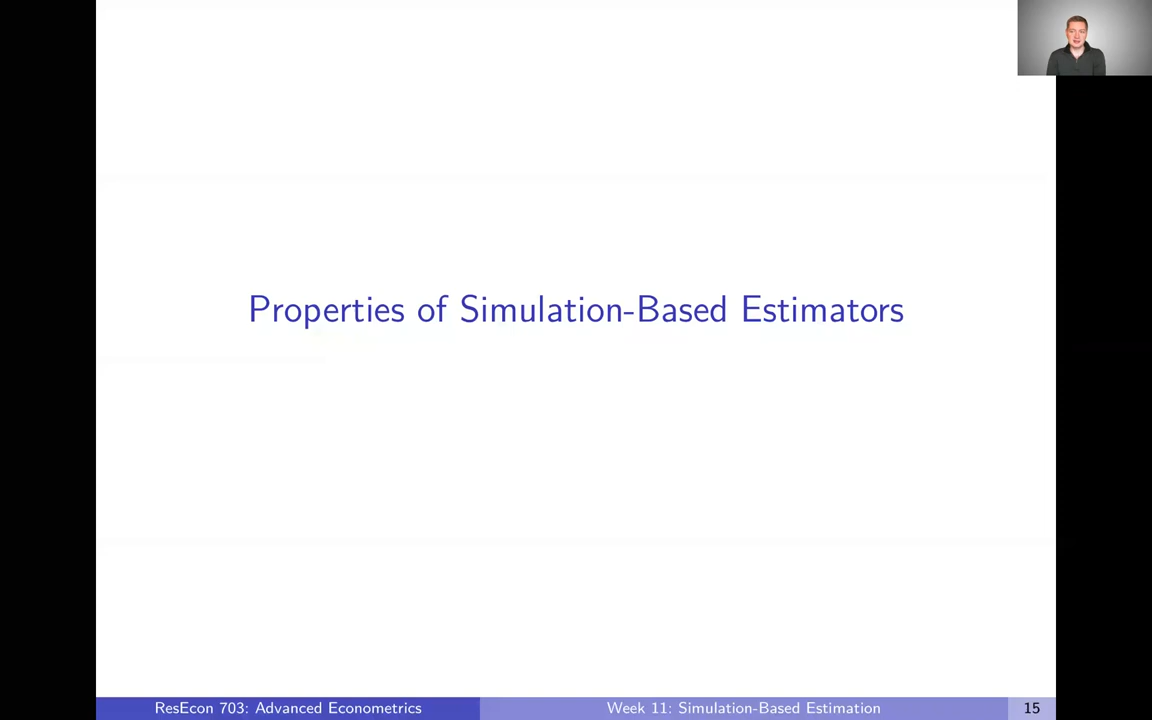 Properties of Simulation-Based Estimators
ResEcon 703: Advanced Econometrics
Week 11: Simulation-Based Estimation
15